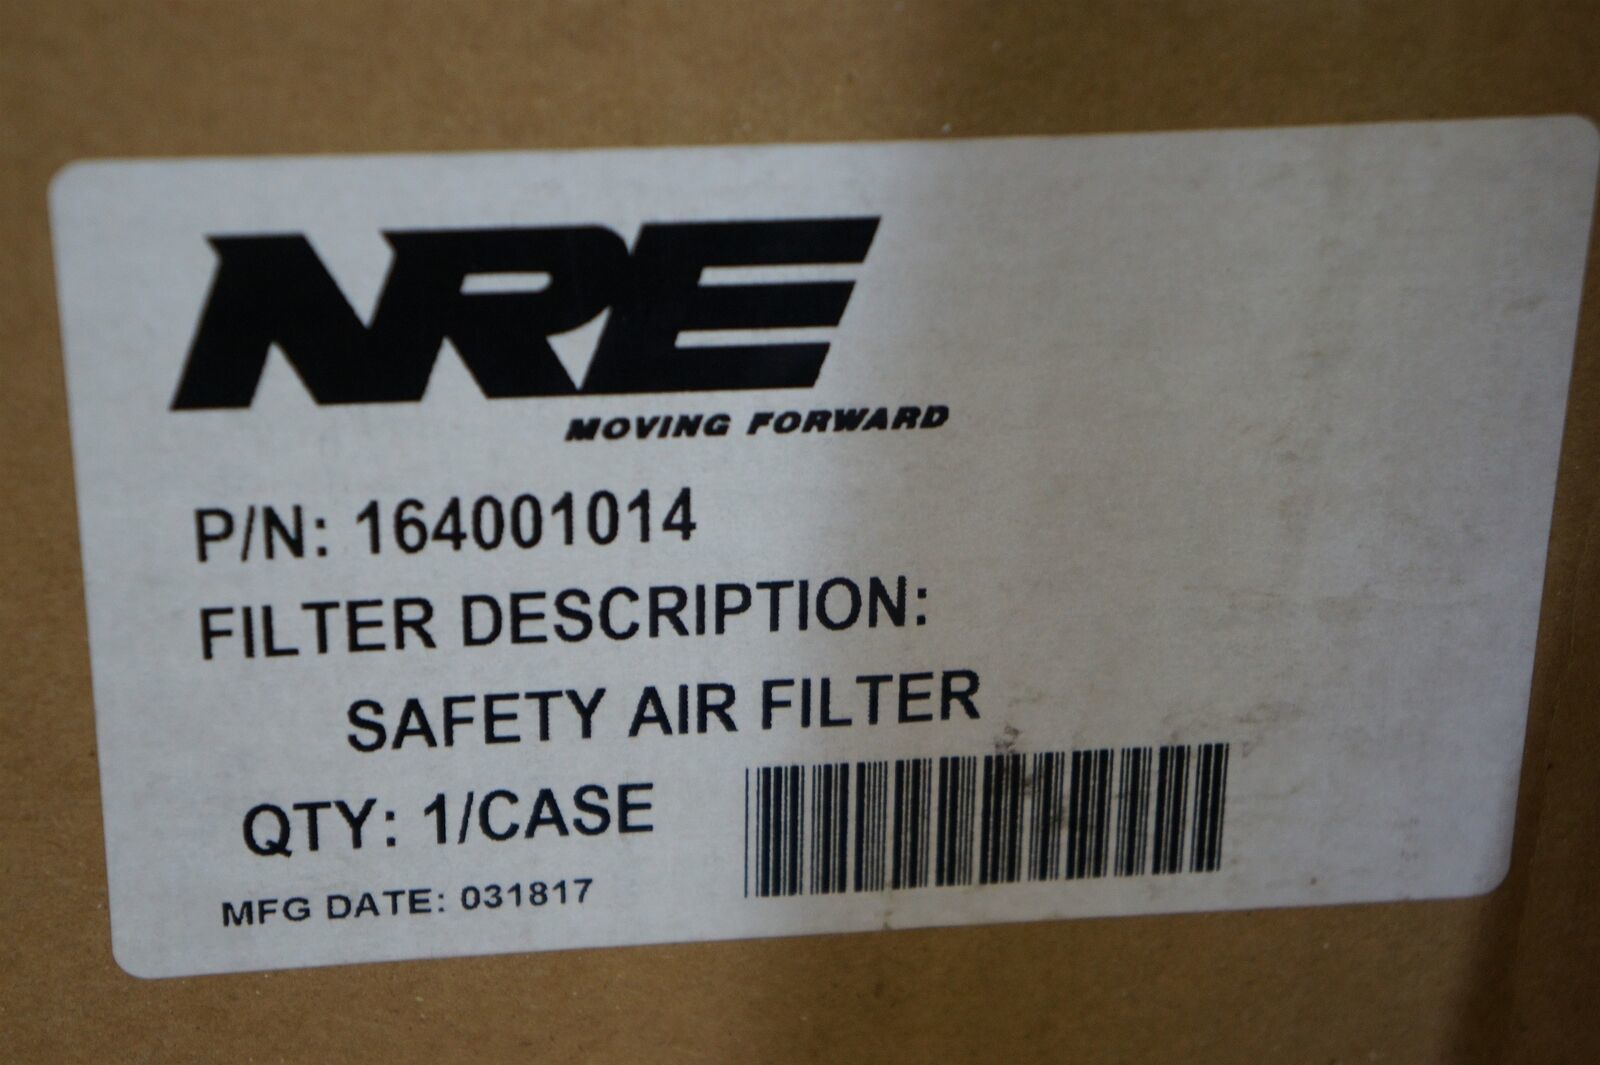 NRE
MOVING FORWARD
P/N: 164001014
FILTER DESCRIPTION:
SAFETY AIR FILTER
QTY: 1/CASE
MFG DATE: 031817